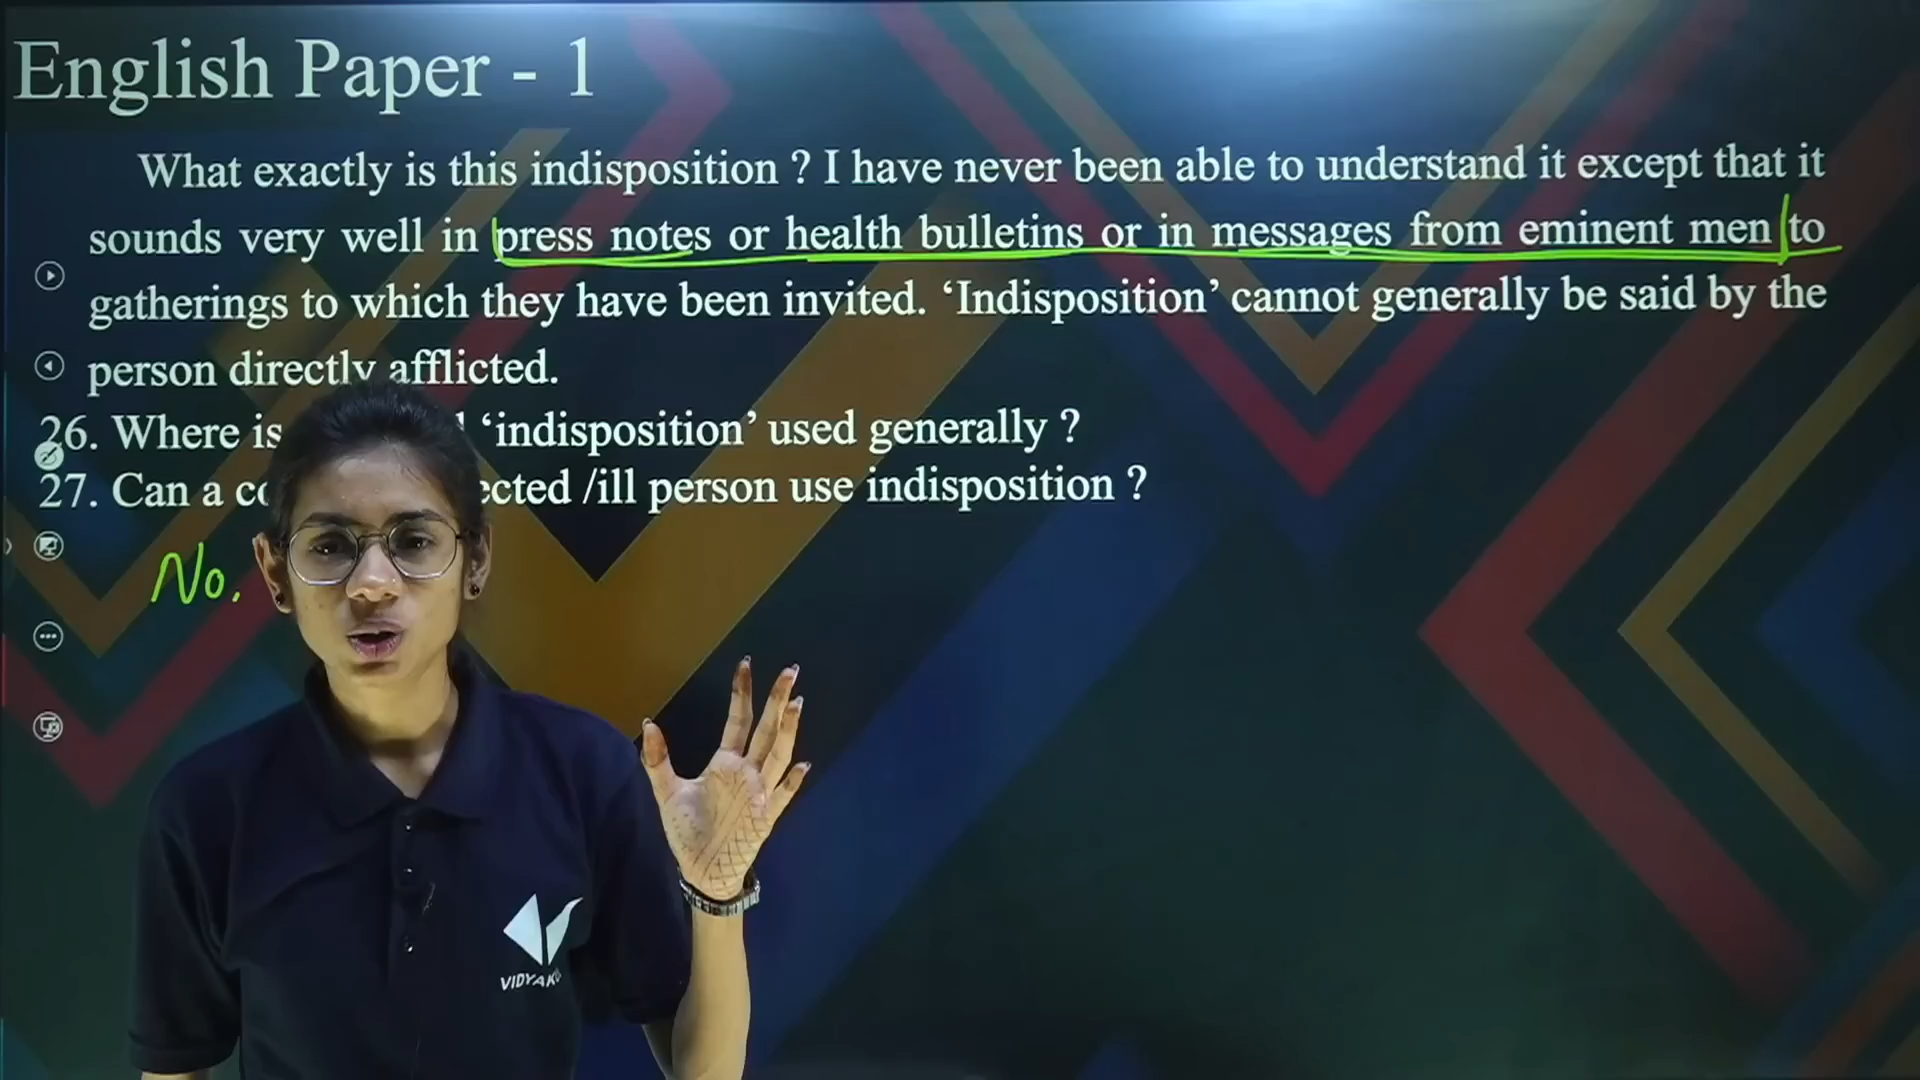 English Paper - 1
What exactly is this indisposition ? I have never been able to understand it except that it
sounds very well in press notes or health bulletins or in messages from eminent men to
gatherings to which they have been invited. ‘Indisposition’ cannot generally be said by the
person directly afflicted.
26. Where is ‘indisposition’ used generally ?
27. Can a /ill person use indisposition ?
No.